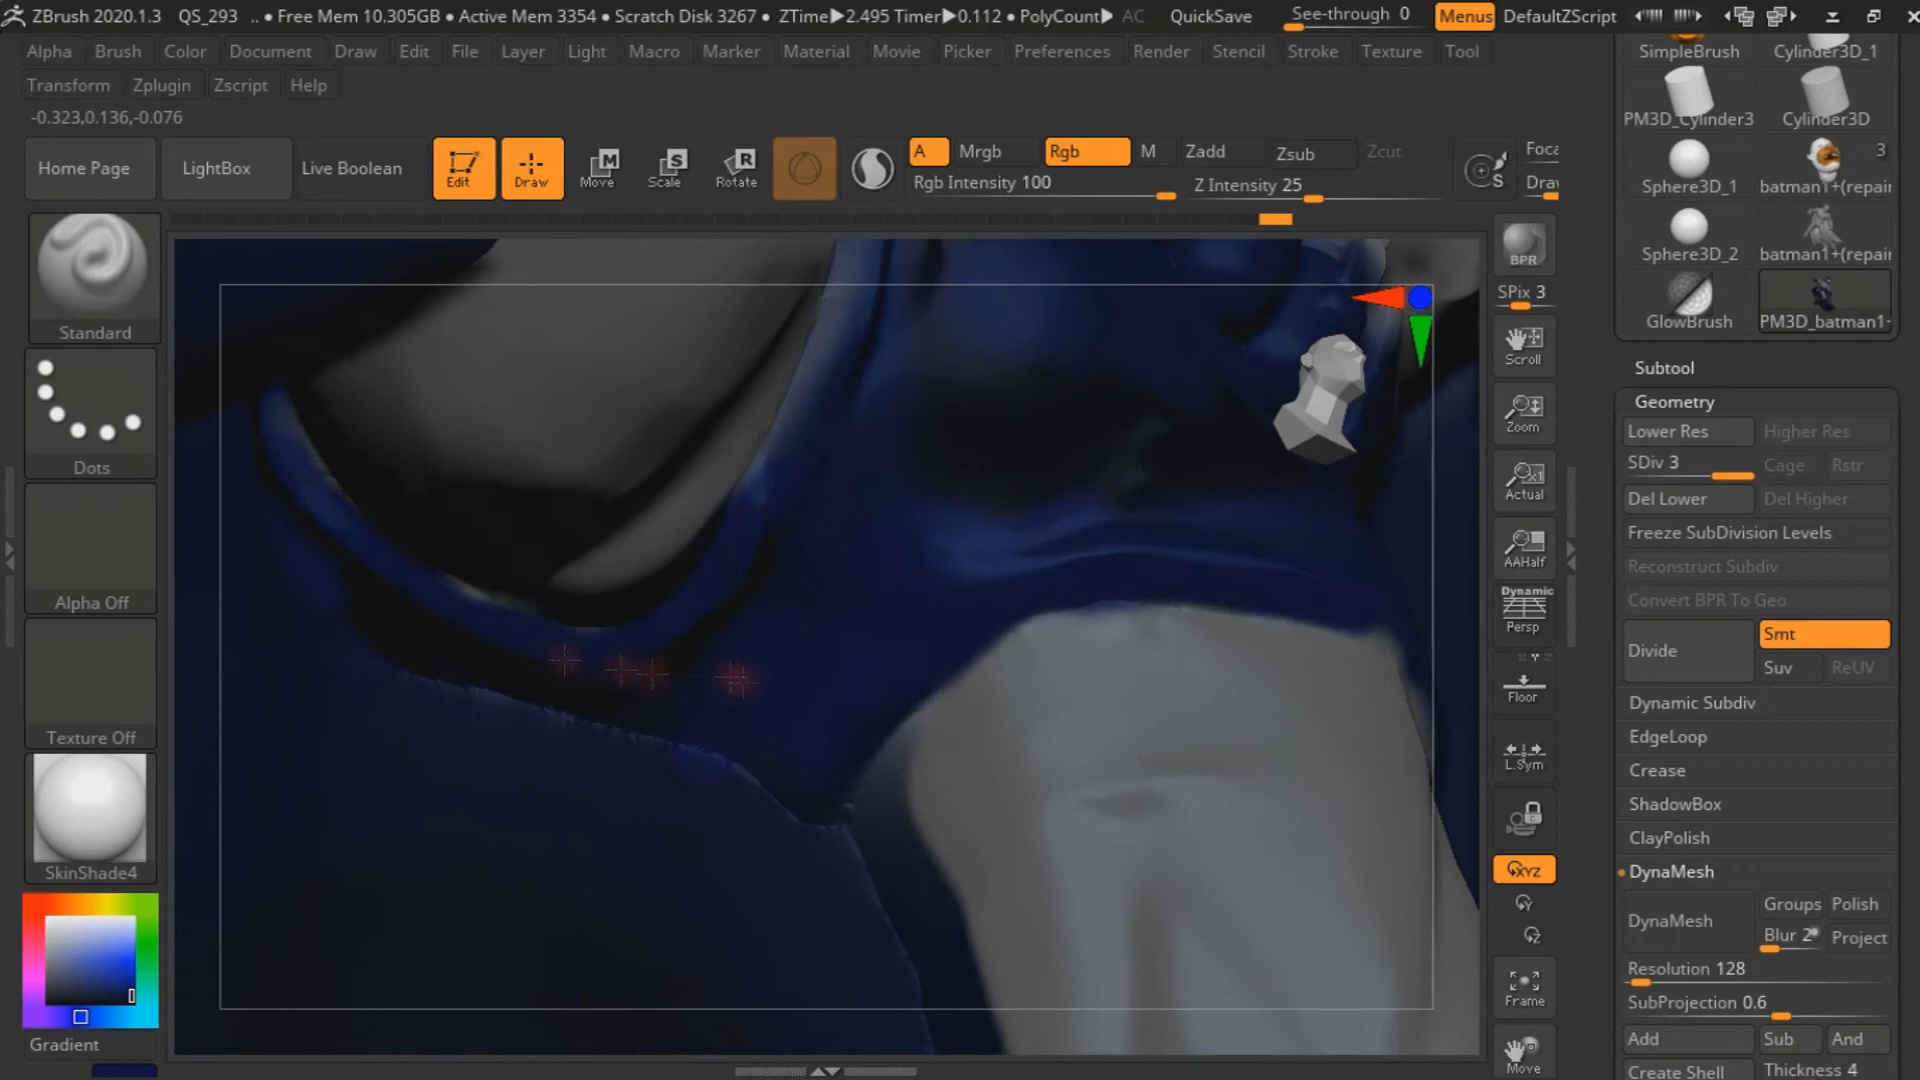 ZBrush 2020.1.3 QS_293 .. • Free Mem 10.305GB • Active Mem 3354 • Scratch Disk 3267 • ZTime▶2.495 Timer▶0.112 • PolyCount▶ AC QuickSave See-through 0 Menus DefaultZScript
Alpha Brush Color Document Draw Edit File Layer Light Macro Marker Material Movie Picker Preferences Render Stencil Stroke Texture Tool
Transform Zplugin Zscript Help
-0.323,0.136,-0.076
Home Page LightBox Live Boolean Edit Draw Move Scale Rotate
M S R
A Mrgb Rgb M Zadd Zsub Zcut Foca
Rgb Intensity 100 Z Intensity 25 S Draw
Standard
Dots
Alpha Off
Texture Off
SkinShade4
Gradient
BPR
SPix 3
Scroll
Zoom
Actual
AAHalf
Dynamic
Persp
Floor
L.Sym
XYZ
Y
Z
Frame
Move
SimpleBrush Cylinder3D_1
PM3D_Cylinder3 Cylinder3D
3
Sphere3D_1 batman1+(repair
Sphere3D_2 batman1+(repair
GlowBrush PM3D_batman1-
Subtool
Geometry
Lower Res Higher Res
SDiv 3 Cage Rstr
Del Lower Del Higher
Freeze SubDivision Levels
Reconstruct Subdiv
Convert BPR To Geo
Divide Smt
Suv ReUV
Dynamic Subdiv
EdgeLoop
Crease
ShadowBox
ClayPolish
DynaMesh
DynaMesh Groups Polish
Blur 2 Project
Resolution 128
SubProjection 0.6
Add Sub And
Create Shell Thickness 4